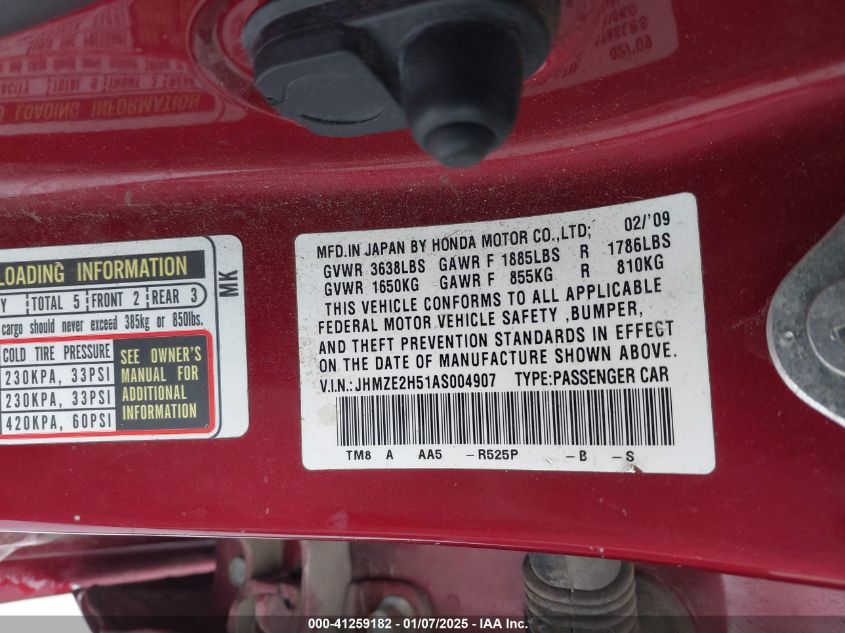 MFD.IN JAPAN BY HONDA MOTOR CO.,LTD; 02/'09
GVWR 3638LBS GAWR F 1885LBS R 1786LBS
GVWR 1650KG GAWR F 855KG R 810KG
THIS VEHICLE CONFORMS TO ALL APPLICABLE
FEDERAL MOTOR VEHICLE SAFETY ,BUMPER,
AND THEFT PREVENTION STANDARDS IN EFFECT
ON THE DATE OF MANUFACTURE SHOWN ABOVE.
V.I.N.:JHMZE2H51AS004907 TYPE:PASSENGER CAR
TM8 A AA5 -R525P -B -S
LOADING INFORMATION
Y TOTAL 5 FRONT 2 REAR 3
cargo should never exceed 385kg or 850lbs.
COLD TIRE PRESSURE
230KPA, 33PSI
230KPA, 33PSI
420KPA, 60PSI
SEE OWNER'S
MANUAL FOR
ADDITIONAL
INFORMATION
MK
000-41259182 - 01/07/2025 - IAA Inc.